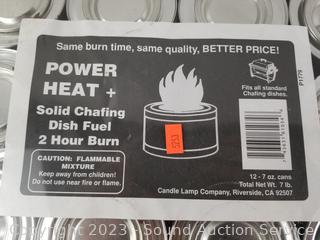 Same burn time, same quality, BETTER PRICE!
POWER
HEAT +
Solid Chafing
Dish Fuel
2 Hour Burn
CAUTION: FLAMMABLE
MIXTURE
Keep away from children!
Do not use near fire or flame.
Fits all standard
Chafing dishes.
P1779
12 - 7 oz. cans
Total Net Wt. 7 lb.
Candle Lamp Company, Riverside, CA 92507
Copyright 2023 - Sound Auction Service